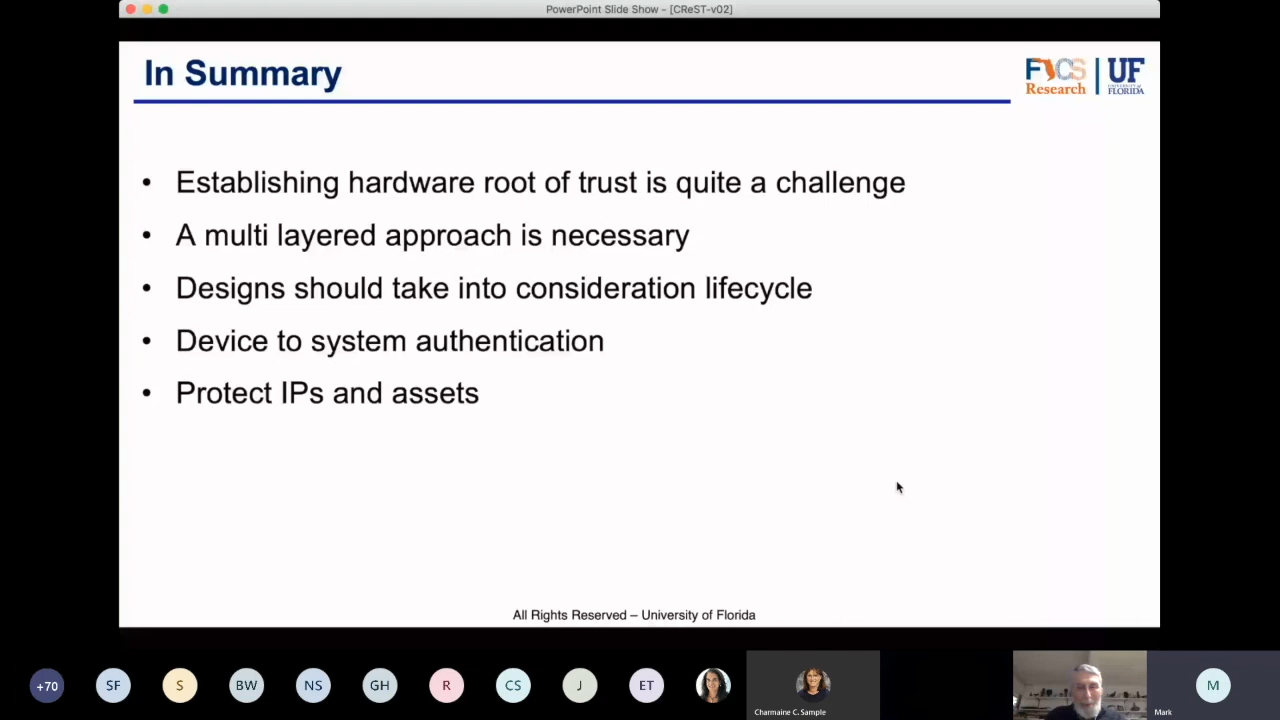 PowerPoint Slide Show - [CReST-v02]
In Summary
FICS
Research
UF
UNIVERSITY of
FLORIDA
• Establishing hardware root of trust is quite a challenge
• A multi layered approach is necessary
• Designs should take into consideration lifecycle
• Device to system authentication
• Protect IPs and assets
All Rights Reserved – University of Florida
+70
SF
S
BW
NS
GH
R
CS
J
ET
Charmaine C. Sample
M
Mark